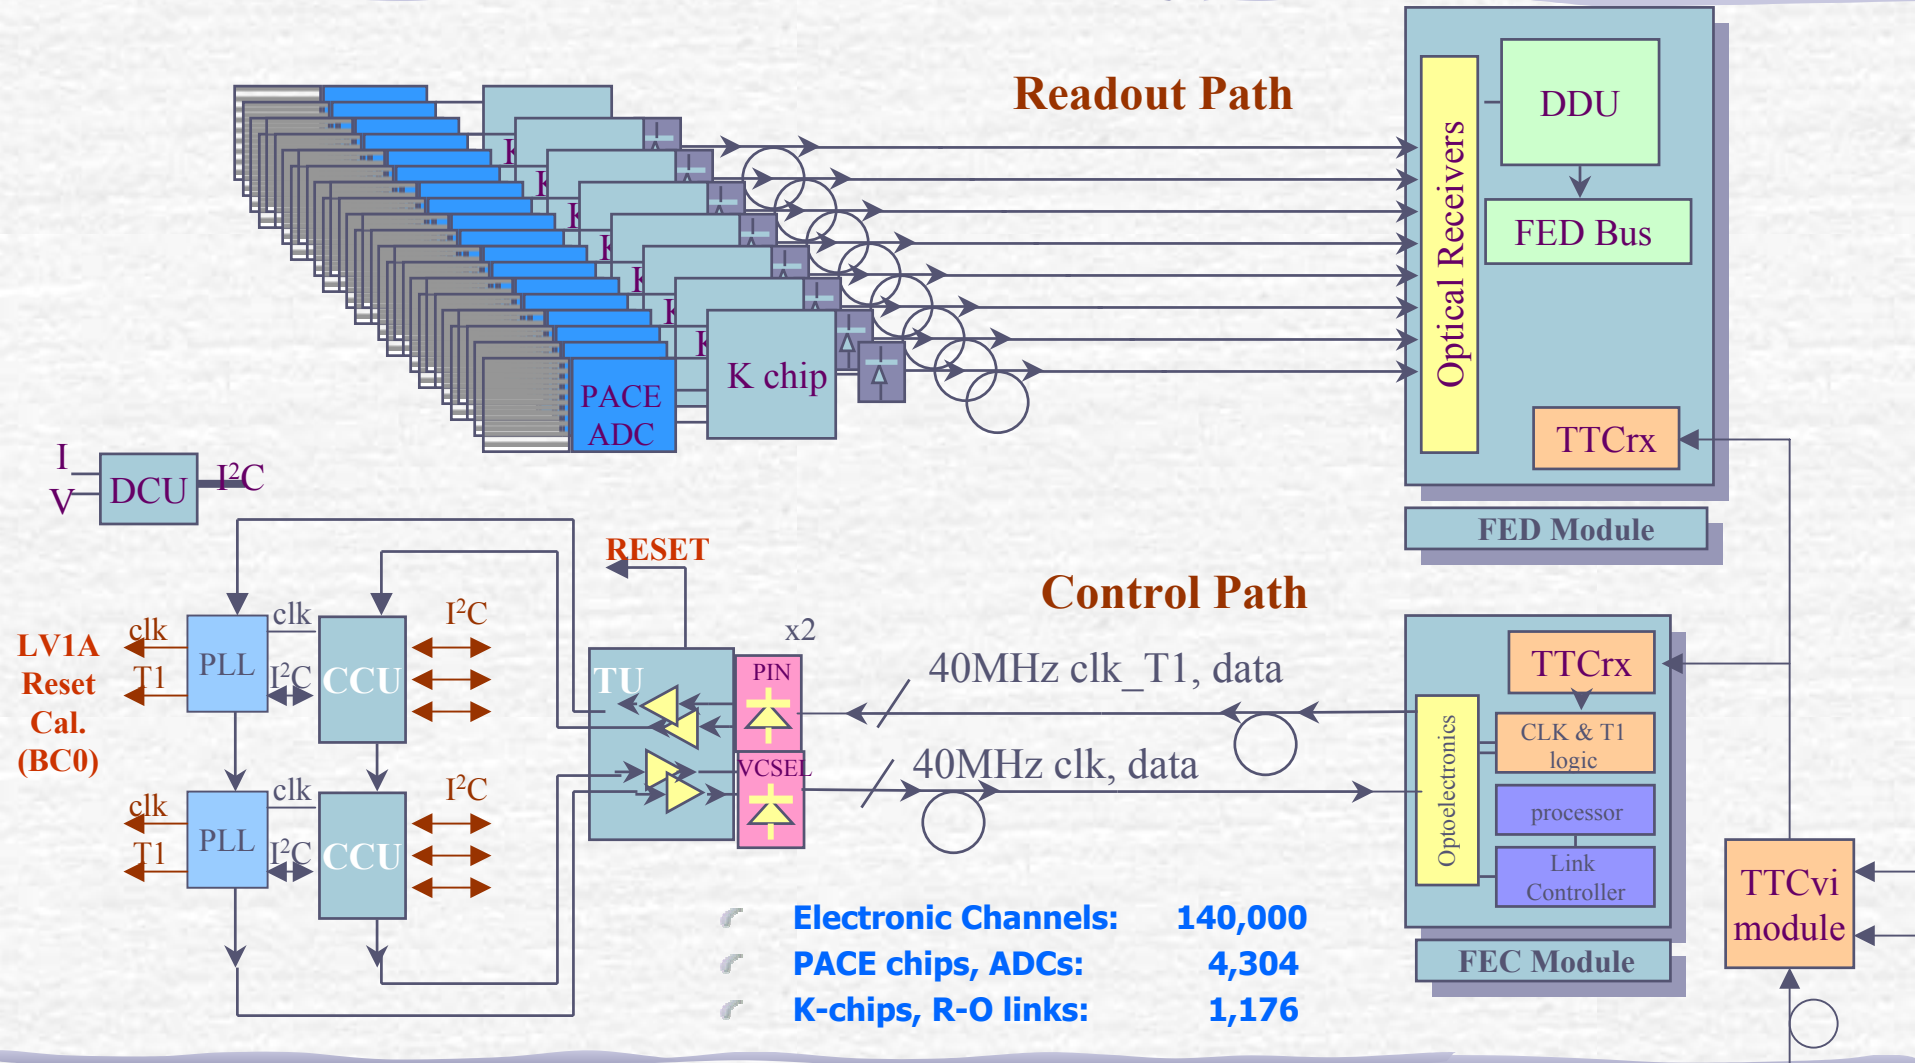 Readout Path
DDU
FED Bus
Optical Receivers
TTCrx
FED Module
K
K
K
K
K
K
K
K chip
PACE
ADC
I
V
DCU
I²C
RESET
Control Path
x2
LV1A
Reset
Cal.
(BC0)
clk
T1
PLL
clk
I²C
CCU
I²C
clk
T1
PLL
clk
I²C
CCU
I²C
TU
PIN
VCSEL
40MHz clk_T1, data
40MHz clk, data
Optoelectronics
TTCrx
CLK & T1
logic
processor
Link
Controller
FEC Module
TTCvi
module
Electronic Channels: 140,000
PACE chips, ADCs: 4,304
K-chips, R-O links: 1,176